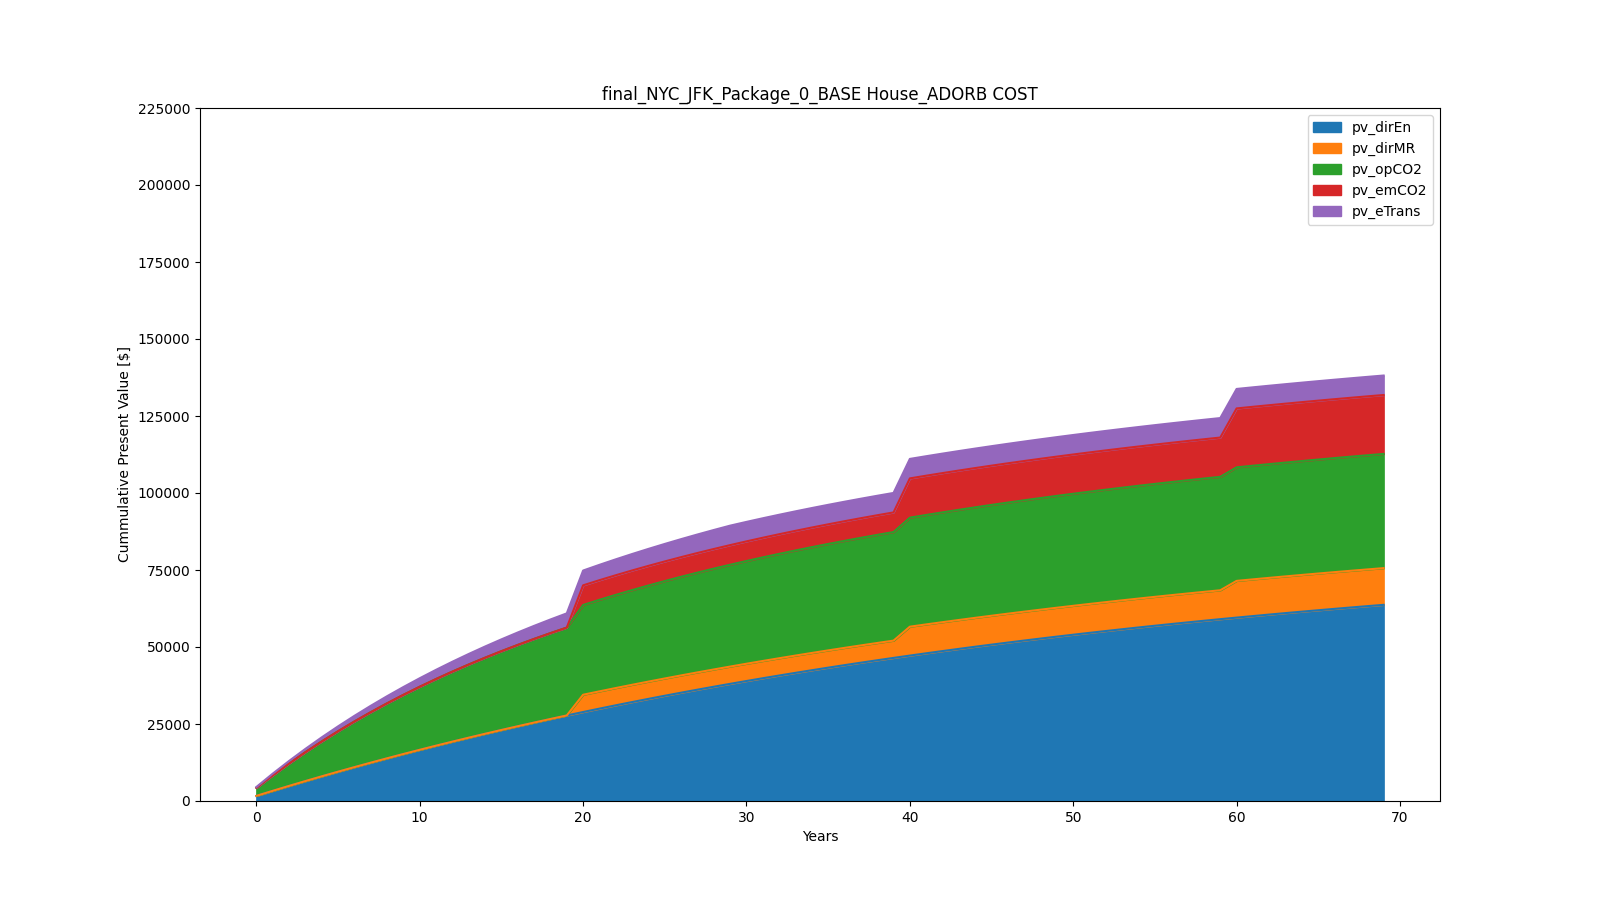 final_NYC_JFK_Package_0_BASE House_ADORB COST
225000
200000
175000
150000
125000
100000
75000
50000
25000
0
Cummulative Present Value [$]
pv_dirEn
pv_dirMR
pv_opCO2
pv_emCO2
pv_eTrans
0 10 20 30 40 50 60 70
Years